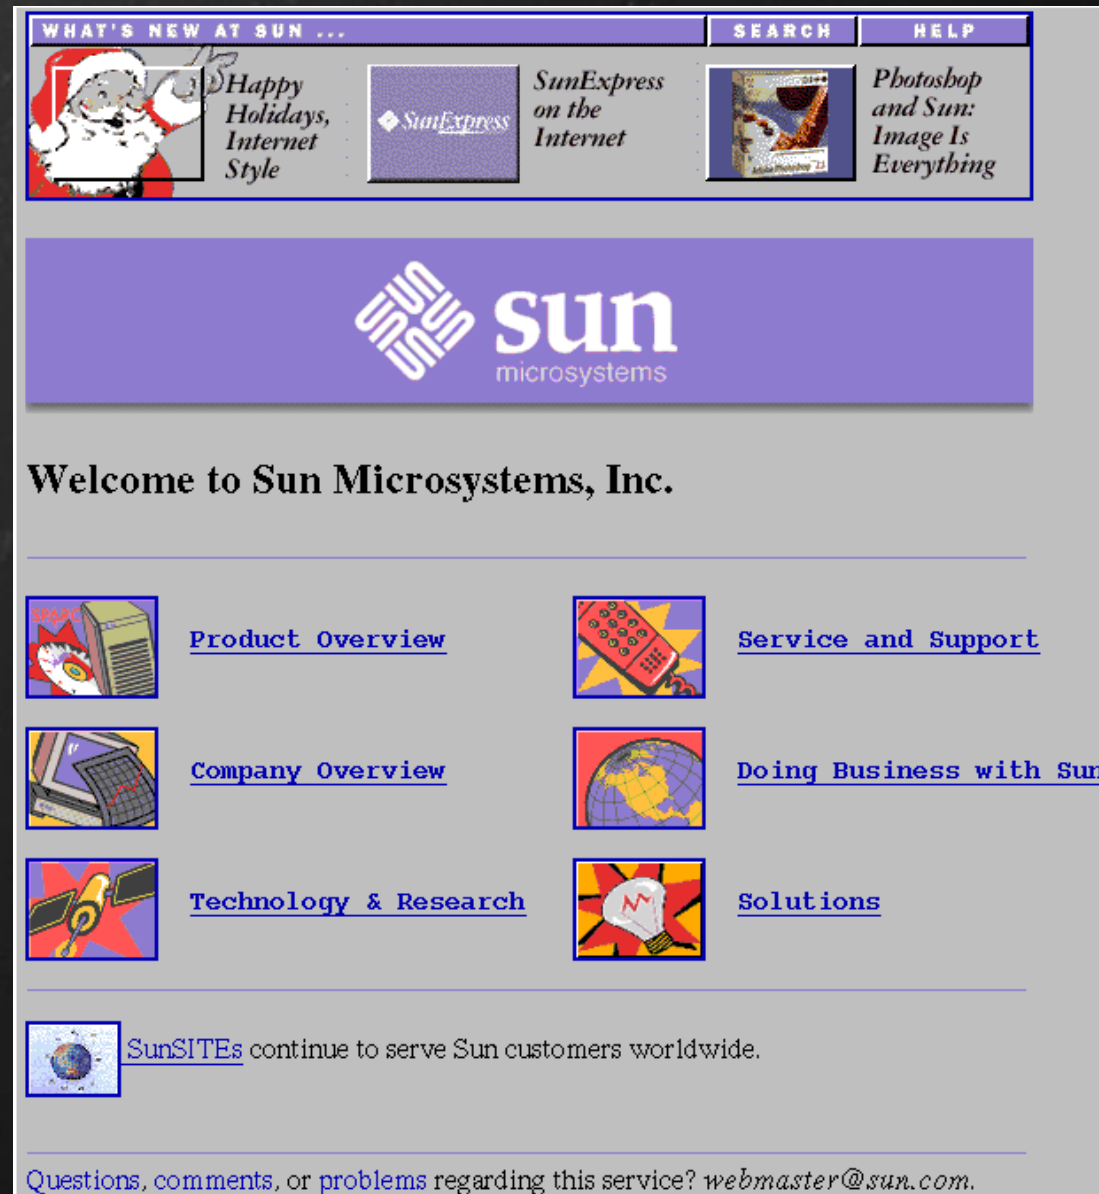 WHAT'S NEW AT SUN ...
SEARCH
HELP
Happy
Holidays,
Internet
Style
SunExpress
SunExpress
on the
Internet
Adobe Photoshop
Photoshop
and Sun:
Image Is
Everything
sun
microsystems
Welcome to Sun Microsystems, Inc.
SPARC
Product Overview
Service and Support
Company Overview
Doing Business with Sun
Technology & Research
Solutions
SunSITEs continue to serve Sun customers worldwide.
Questions, comments, or problems regarding this service? webmaster@sun.com.